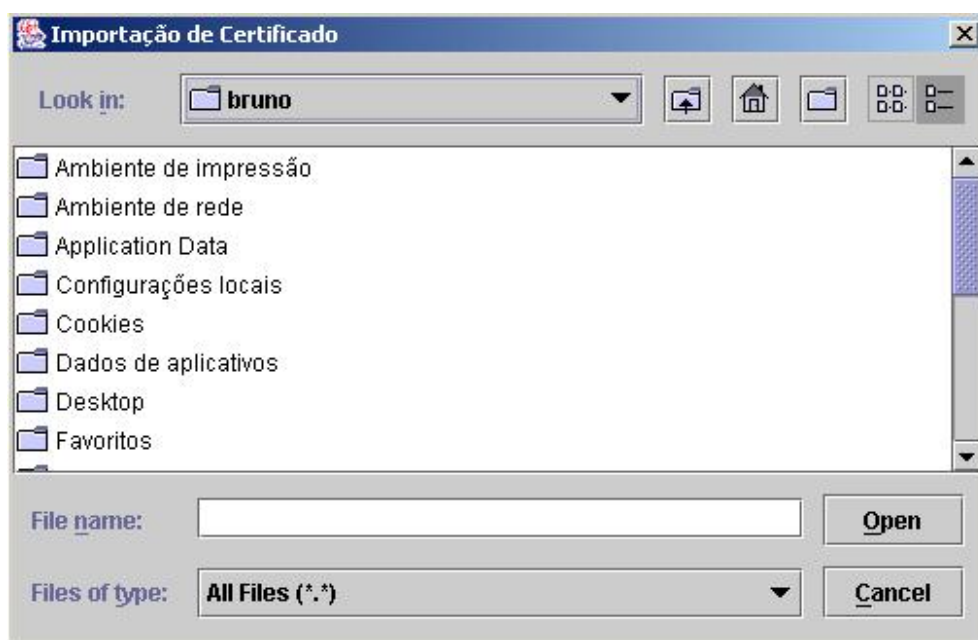 Importação de Certificado
Look in: bruno
Ambiente de impressão
Ambiente de rede
Application Data
Configurações locais
Cookies
Dados de aplicativos
Desktop
Favoritos
File name: Open
Files of type: All Files (*.*) Cancel